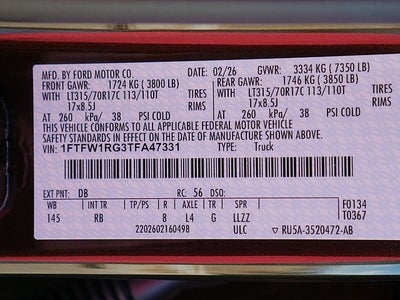 MFD. BY FORD MOTOR CO. DATE: 02/26 GVWR: 3334 KG ( 7350 LB)
FRONT GAWR: 1724 KG ( 3800 LB) REAR GAWR: 1746 KG ( 3850 LB)
WITH LT315/70R17C 113/110T TIRES WITH LT315/70R17C 113/110T TIRES
17x8.5J RIMS 17x8.5J RIMS
AT 260 kPa/ 38 PSI COLD AT 260 kPa/ 38 PSI COLD
THIS VEHICLE CONFORMS TO ALL APPLICABLE FEDERAL MOTOR VEHICLE
SAFETY STANDARDS IN EFFECT ON THE DATE OF MANUFACTURE SHOWN ABOVE.
VIN: 1FTFW1RG3TFA47331 TYPE: Truck
EXT PNT: DB RC: 56 DSO: F0134
WB INT TR TP/PS R AXLE TR SPR T0367
145 RB 8 L4 G LLZZ
2202602160498 ULC ▽ RU5A-3520472-AB